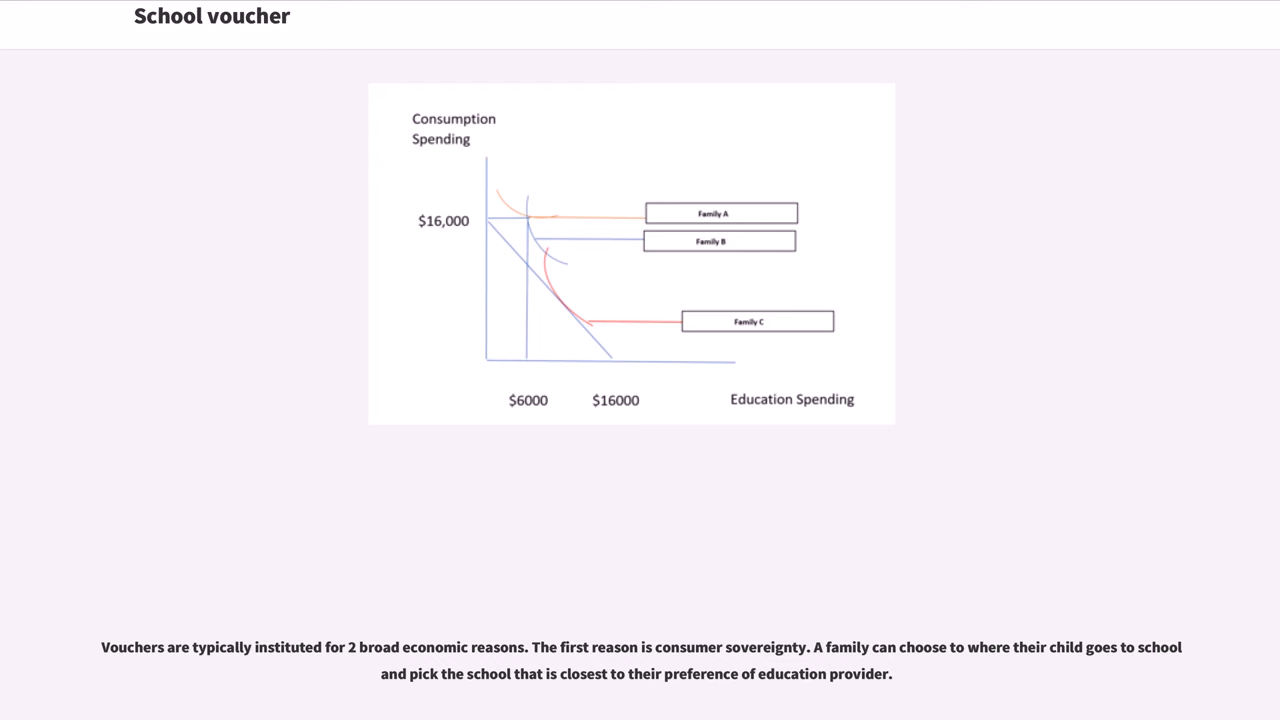 School voucher
Consumption
Spending
$16,000
Family A
Family B
Family C
$6000
$16000
Education Spending
Vouchers are typically instituted for 2 broad economic reasons. The first reason is consumer sovereignty. A family can choose to where their child goes to school
and pick the school that is closest to their preference of education provider.